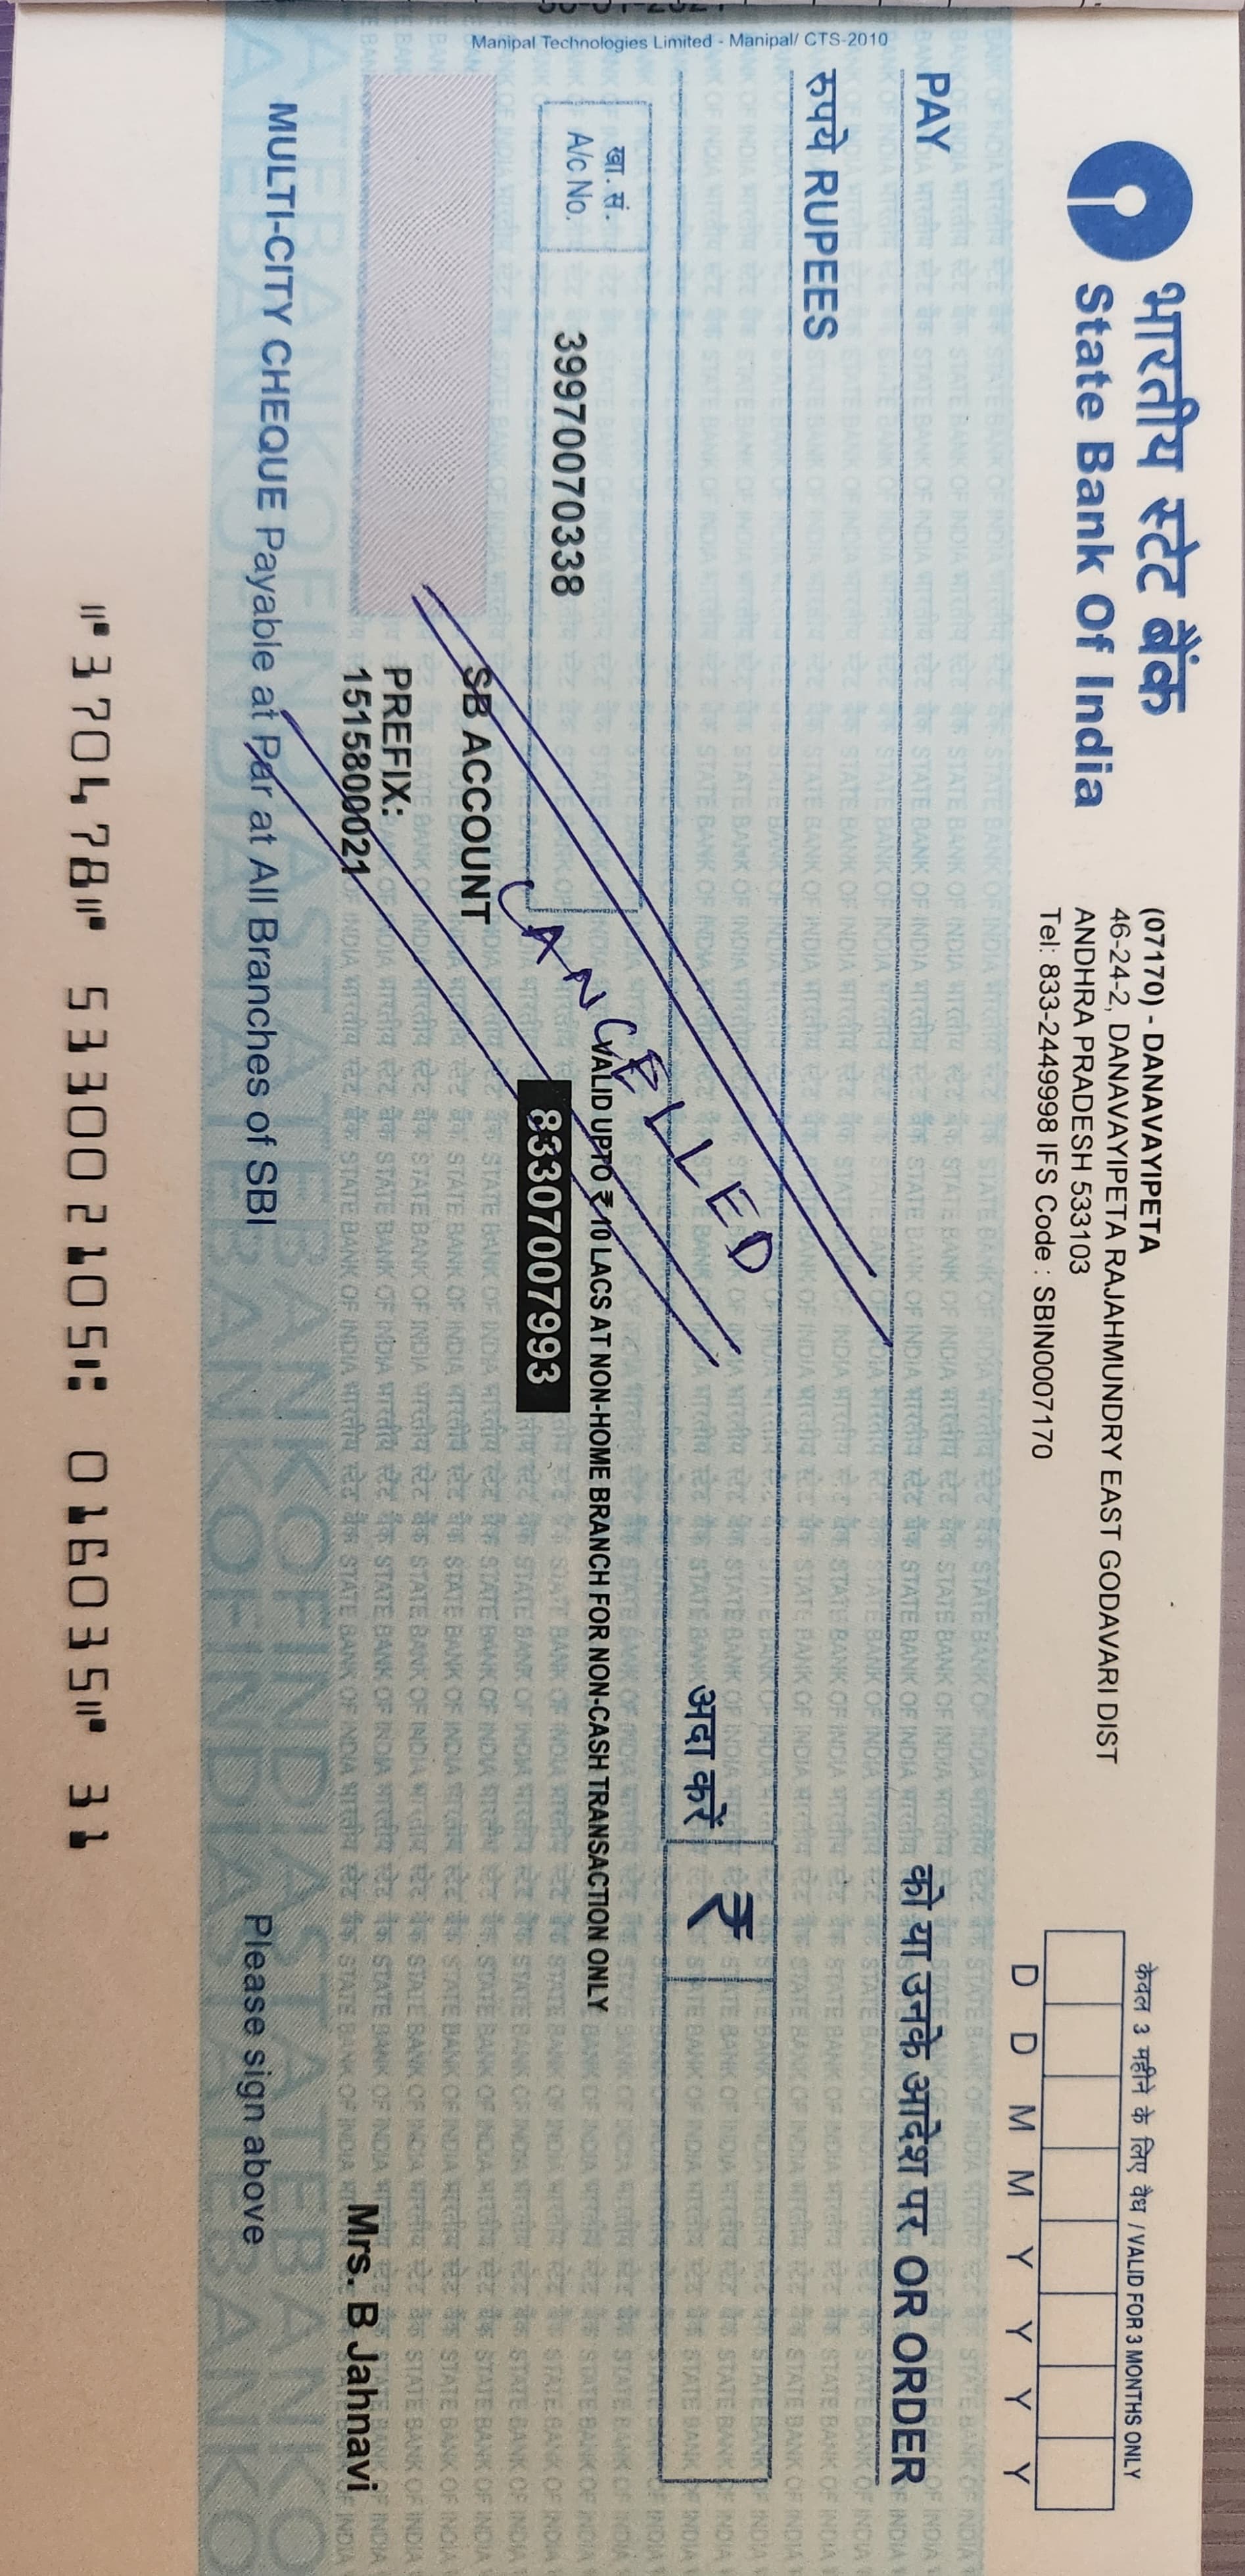 भारतीय स्टेट बैंक
State Bank Of India
(07170) - DANAVAYIPETA
46-24-2, DANAVAYIPETA RAJAHMUNDRY EAST GODAVARI DIST
ANDHRA PRADESH 533103
Tel: 833-2449998 IFS Code : SBIN0007170
केवल 3 महीने के लिए वैध / VALID FOR 3 MONTHS ONLY
D D M M Y Y Y Y
PAY
को या उनके आदेश पर OR ORDER
रुपये RUPEES
अदा करें ₹
CANCELLED
खा. सं.
A/c No.
39970070338
VALID UPTO ₹ 10 LACS AT NON-HOME BRANCH FOR NON-CASH TRANSACTION ONLY
83307007993
SB ACCOUNT
PREFIX:
1515800021
Mrs. B Jahnavi
MULTI-CITY CHEQUE Payable at Par at All Branches of SBI
Please sign above
Manipal Technologies Limited - Manipal/ CTS-2010
⑈370478⑈ 533002105⑆ 016035⑈ 31